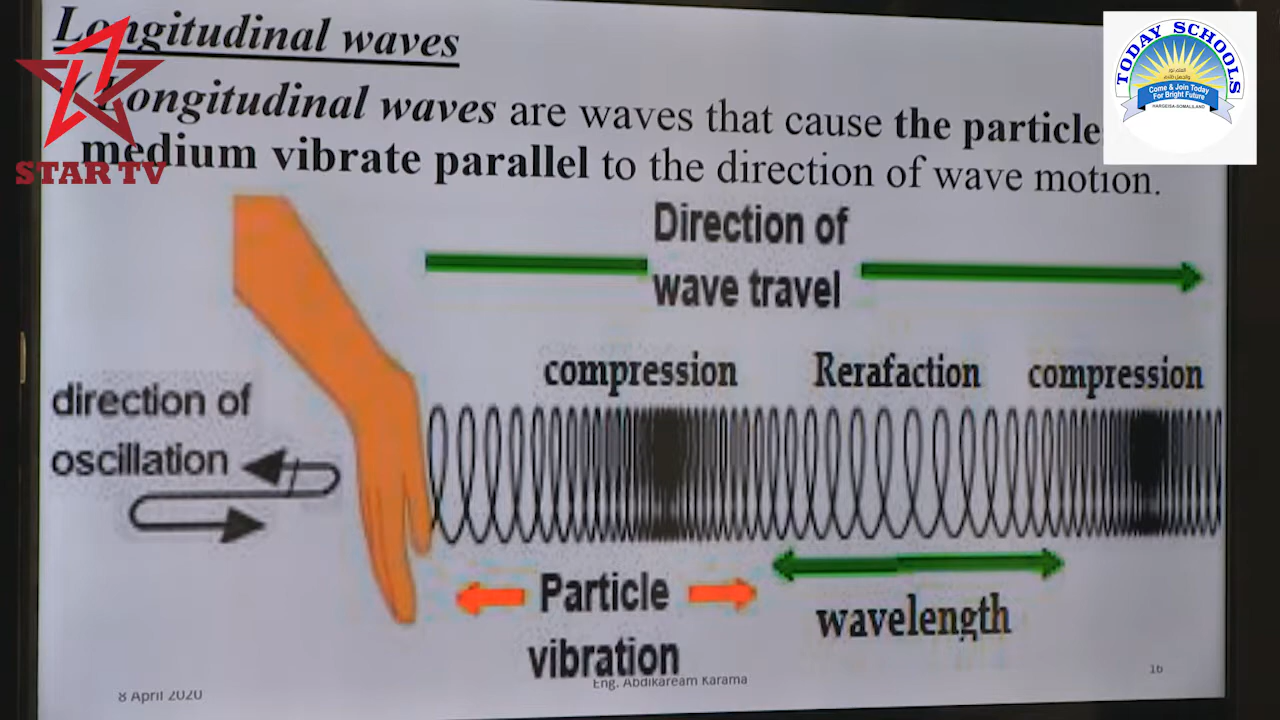 Longitudinal waves
Longitudinal waves are waves that cause the particle
medium vibrate parallel to the direction of wave motion.
STAR TV
TODAY SCHOOLS
Come & Join Today
For Bright Future
HARGEISA-SOMALILAND
Direction of
wave travel
compression Rerafaction compression
direction of
oscillation
Particle
vibration
wavelength
8 April 2020
Eng. Abdikaream Karama
16